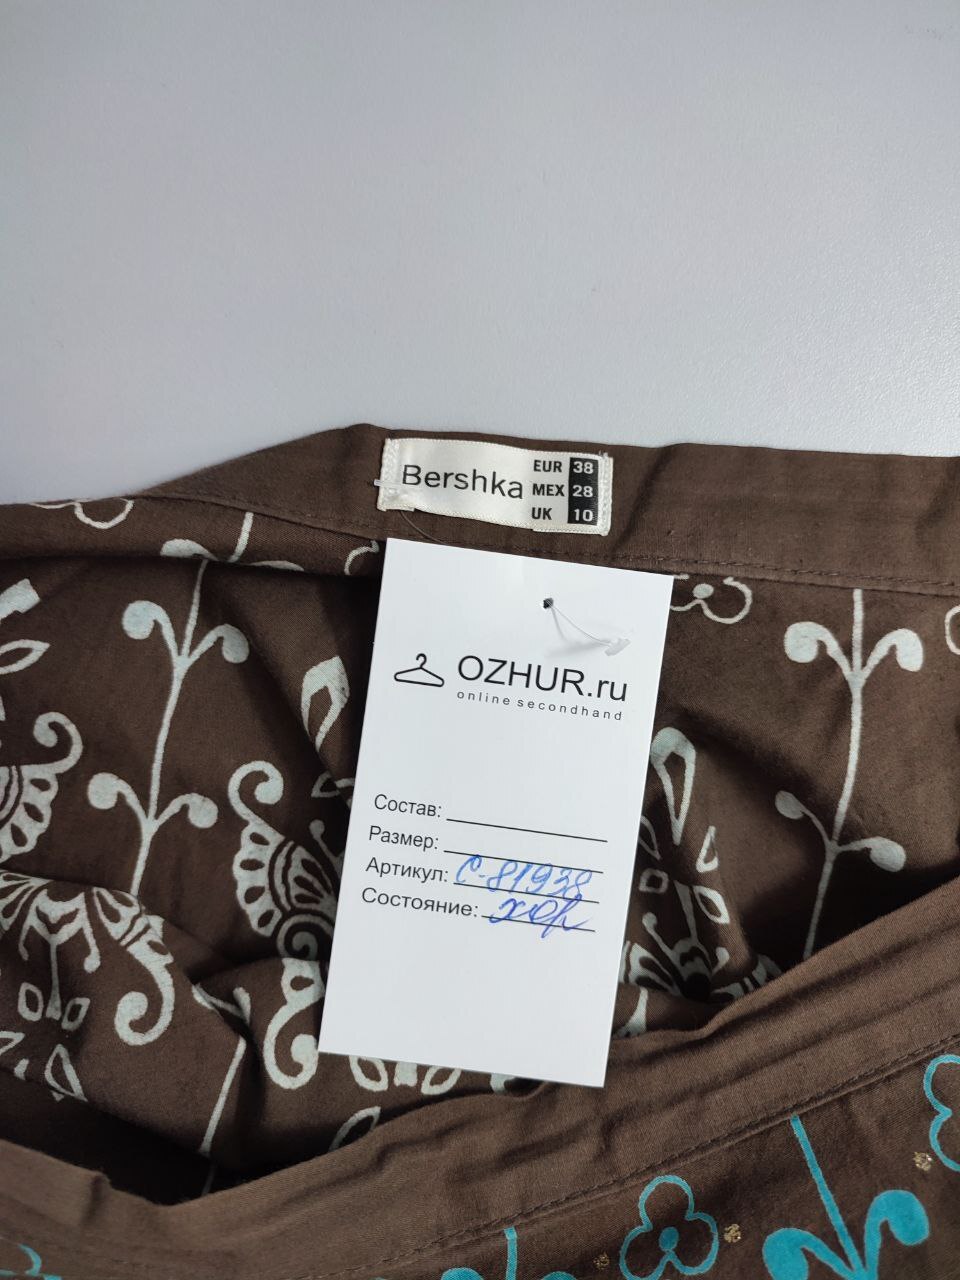 Bershka
EUR 38
MEX 28
UK 10
OZHUR.ru
online secondhand
Состав:
Размер:
Артикул: С-81938
Состояние: хор